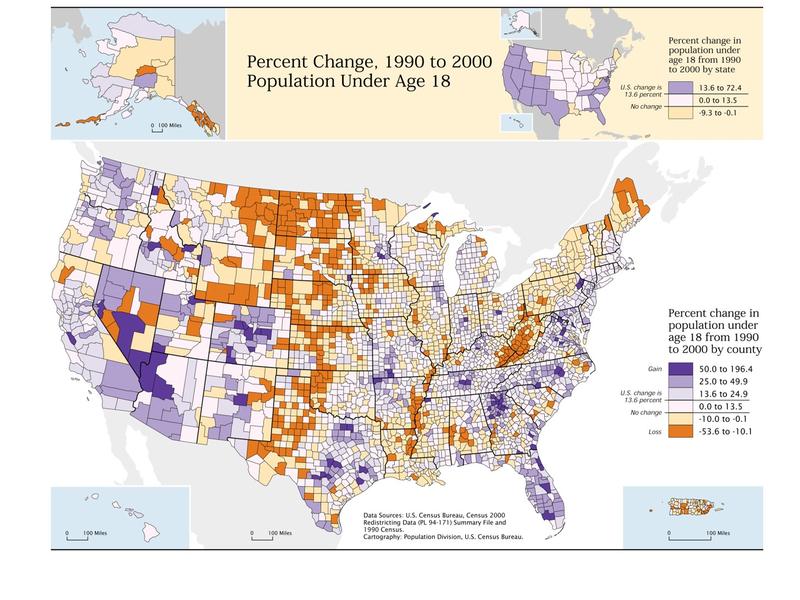 Percent Change, 1990 to 2000
Population Under Age 18
Percent change in
population under
age 18 from 1990
to 2000 by state
U.S. change is
13.6 percent
No change
13.6 to 72.4
0.0 to 13.5
-9.3 to -0.1
0 100 Miles
Percent change in
population under
age 18 from 1990
to 2000 by county
Gain
U.S. change is
13.6 percent
No change
Loss
50.0 to 196.4
25.0 to 49.9
13.6 to 24.9
0.0 to 13.5
-10.0 to -0.1
-53.6 to -10.1
0 100 Miles
0 100 Miles
Data Sources: U.S. Census Bureau, Census 2000
Redistricting Data (PL 94-171) Summary File and
1990 Census.
Cartography: Population Division, U.S. Census Bureau.
0 100 Miles